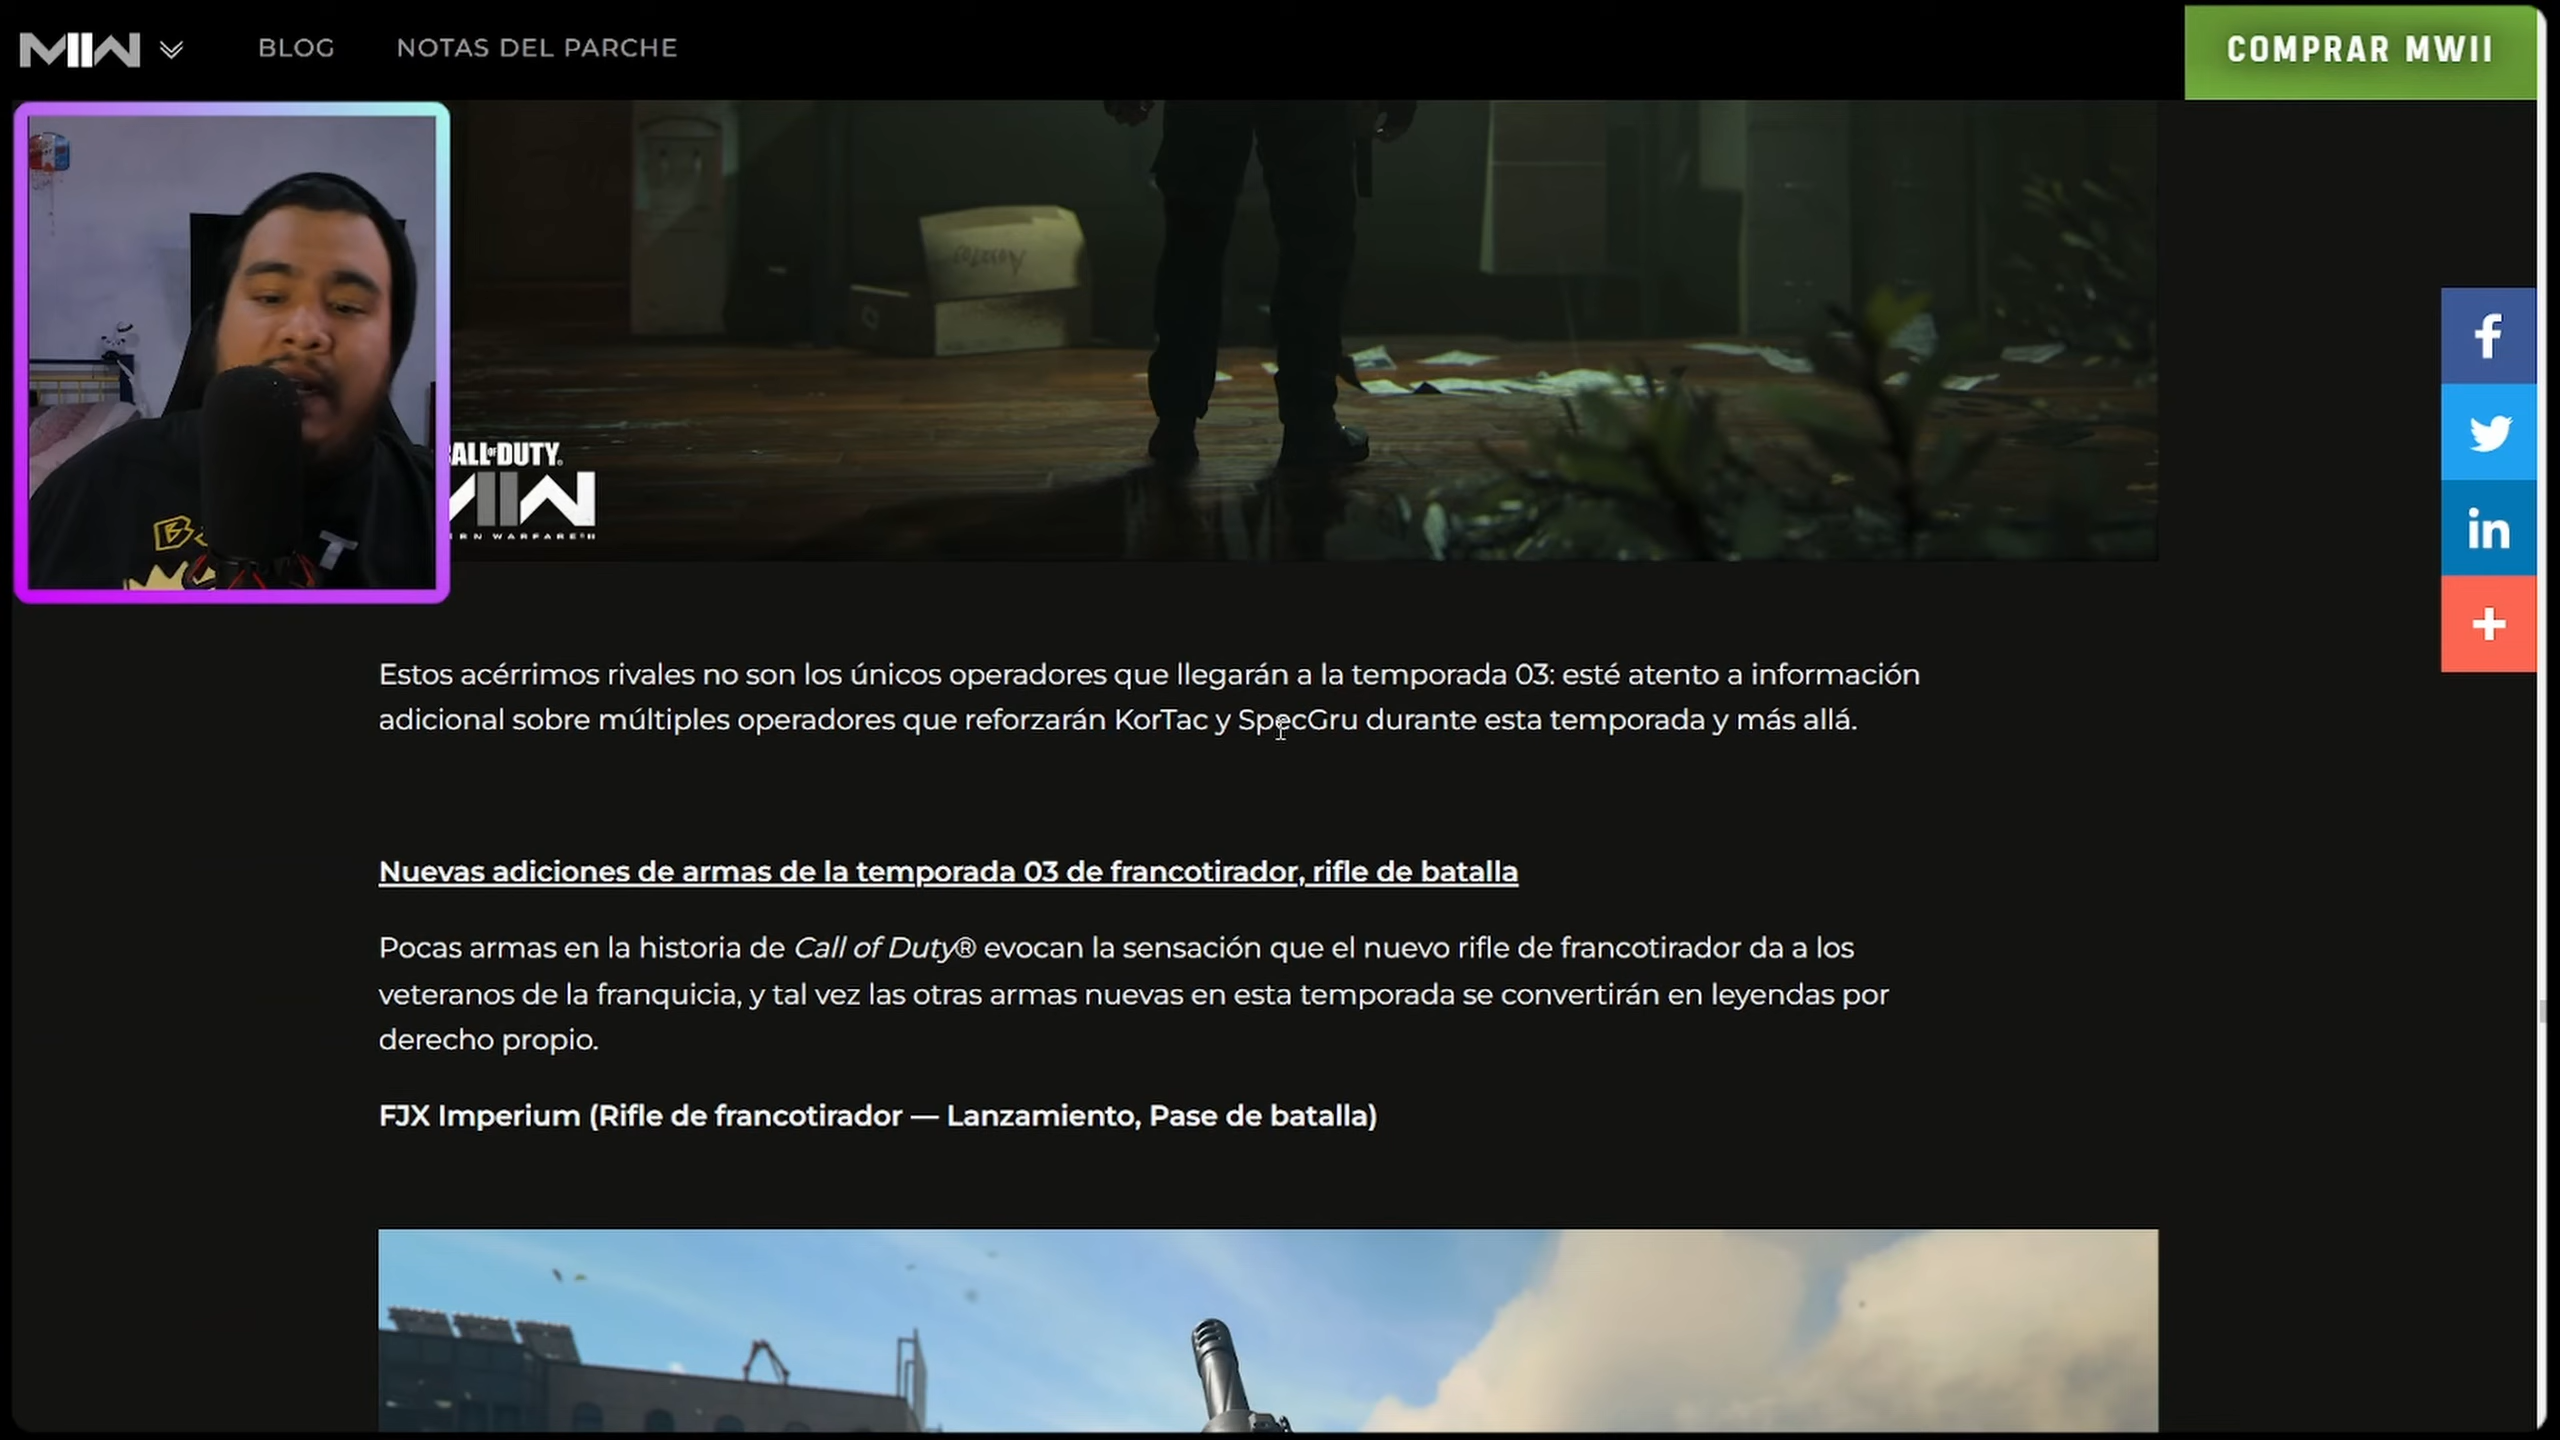 MIIW
BLOG
NOTAS DEL PARCHE
COMPRAR MWII
ALL OF DUTY
Estos acérrimos rivales no son los únicos operadores que llegarán a la temporada 03: esté atento a información
adicional sobre múltiples operadores que reforzarán KorTac y SpecGru durante esta temporada y más allá.
Nuevas adiciones de armas de la temporada 03 de francotirador, rifle de batalla
Pocas armas en la historia de Call of Duty® evocan la sensación que el nuevo rifle de francotirador da a los
veteranos de la franquicia, y tal vez las otras armas nuevas en esta temporada se convertirán en leyendas por
derecho propio.
FJX Imperium (Rifle de francotirador — Lanzamiento, Pase de batalla)